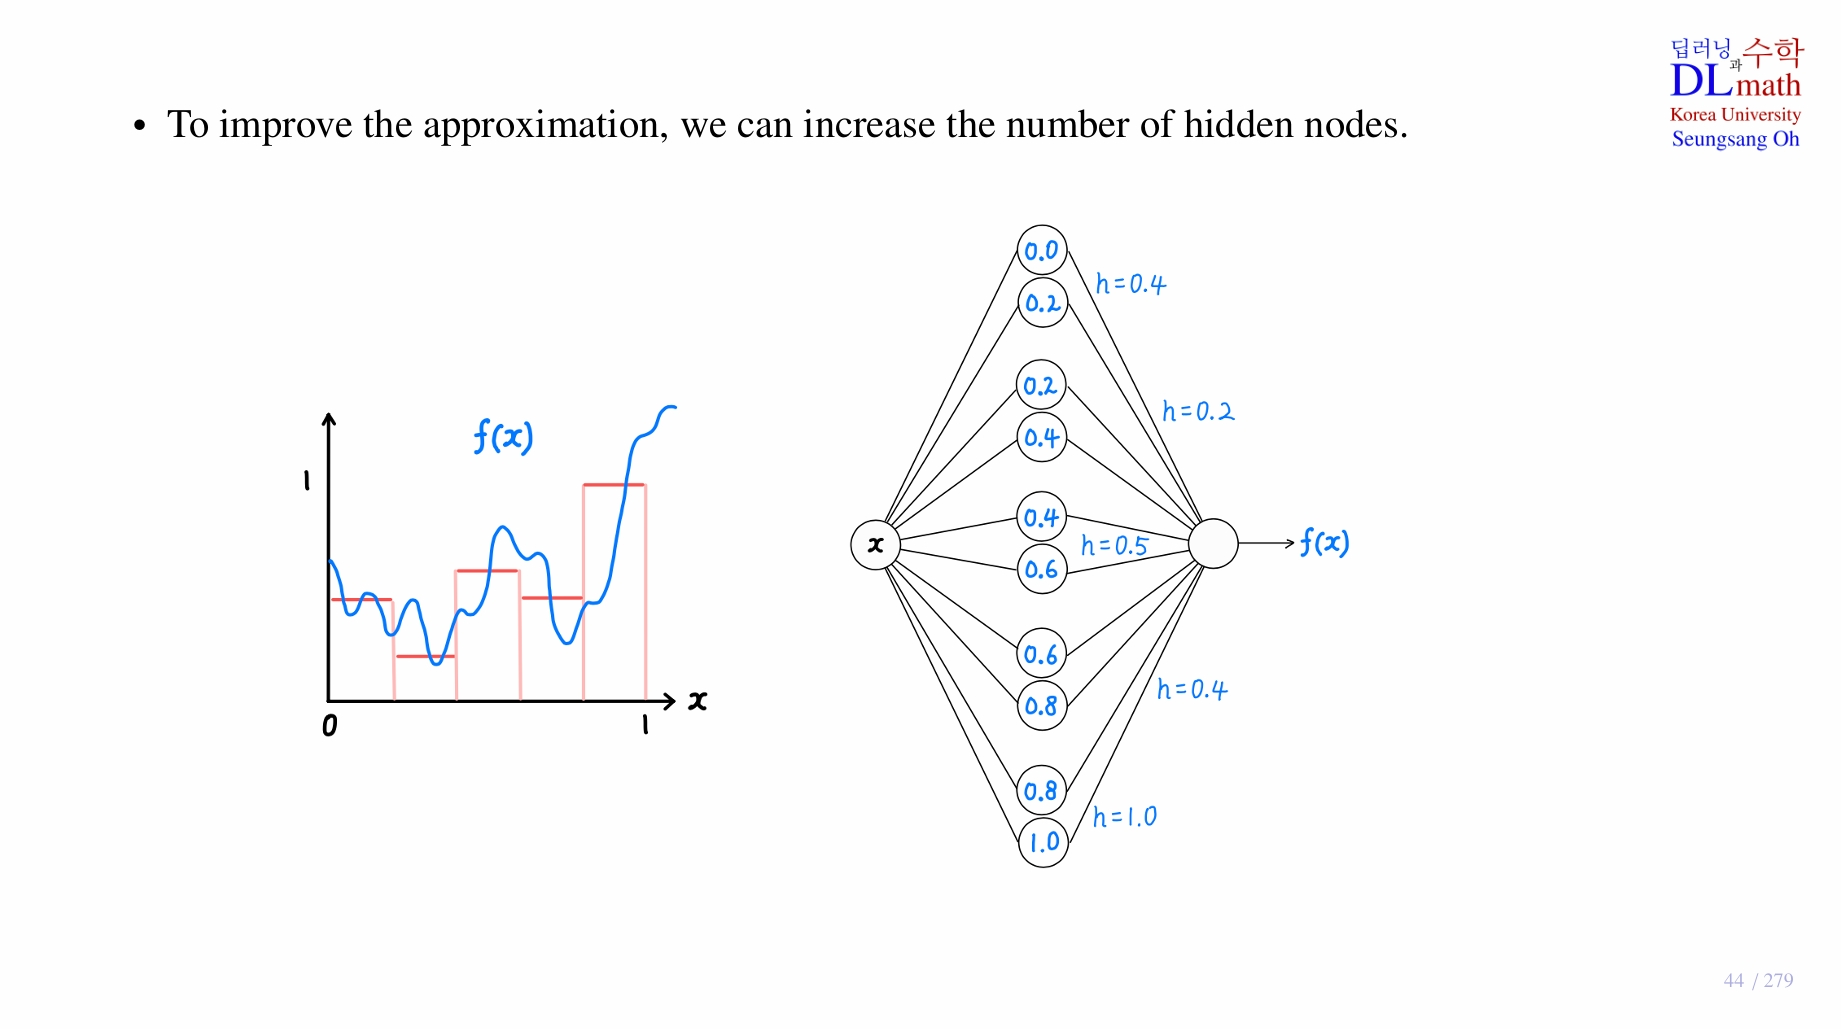 딥러닝과 수학
DL math
Korea University
Seungsang Oh
• To improve the approximation, we can increase the number of hidden nodes.
f(x)
1
0
1
x
x
0.0
0.2
h=0.4
0.2
0.4
h=0.2
0.4
0.6
h=0.5
0.6
0.8
h=0.4
0.8
1.0
h=1.0
f(x)
44 / 279